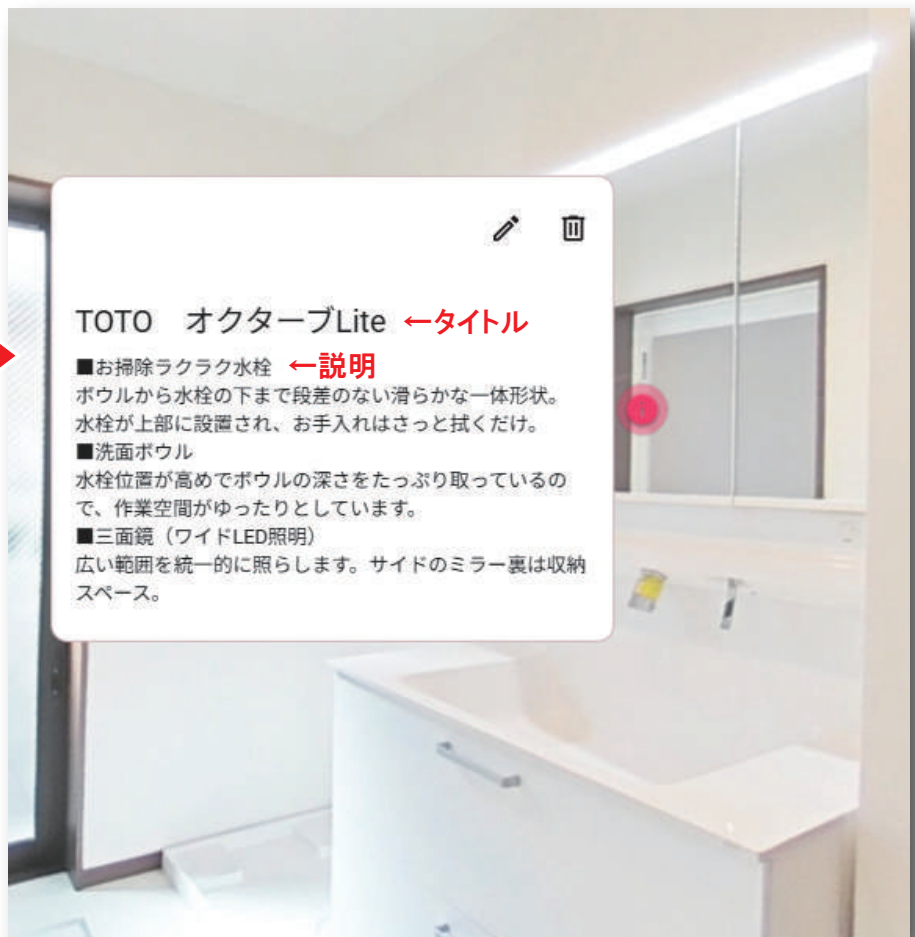 TOTO　オクターブLite ←タイトル
■お掃除ラクラク水栓 ←説明
ボウルから水栓の下まで段差のない滑らかな一体形状。
水栓が上部に設置され、お手入れはさっと拭くだけ。
■洗面ボウル
水栓位置が高めでボウルの深さをたっぷり取っているの
で、作業空間がゆったりとしています。
■三面鏡（ワイドLED照明）
広い範囲を統一的に照らします。サイドのミラー裏は収納
スペース。